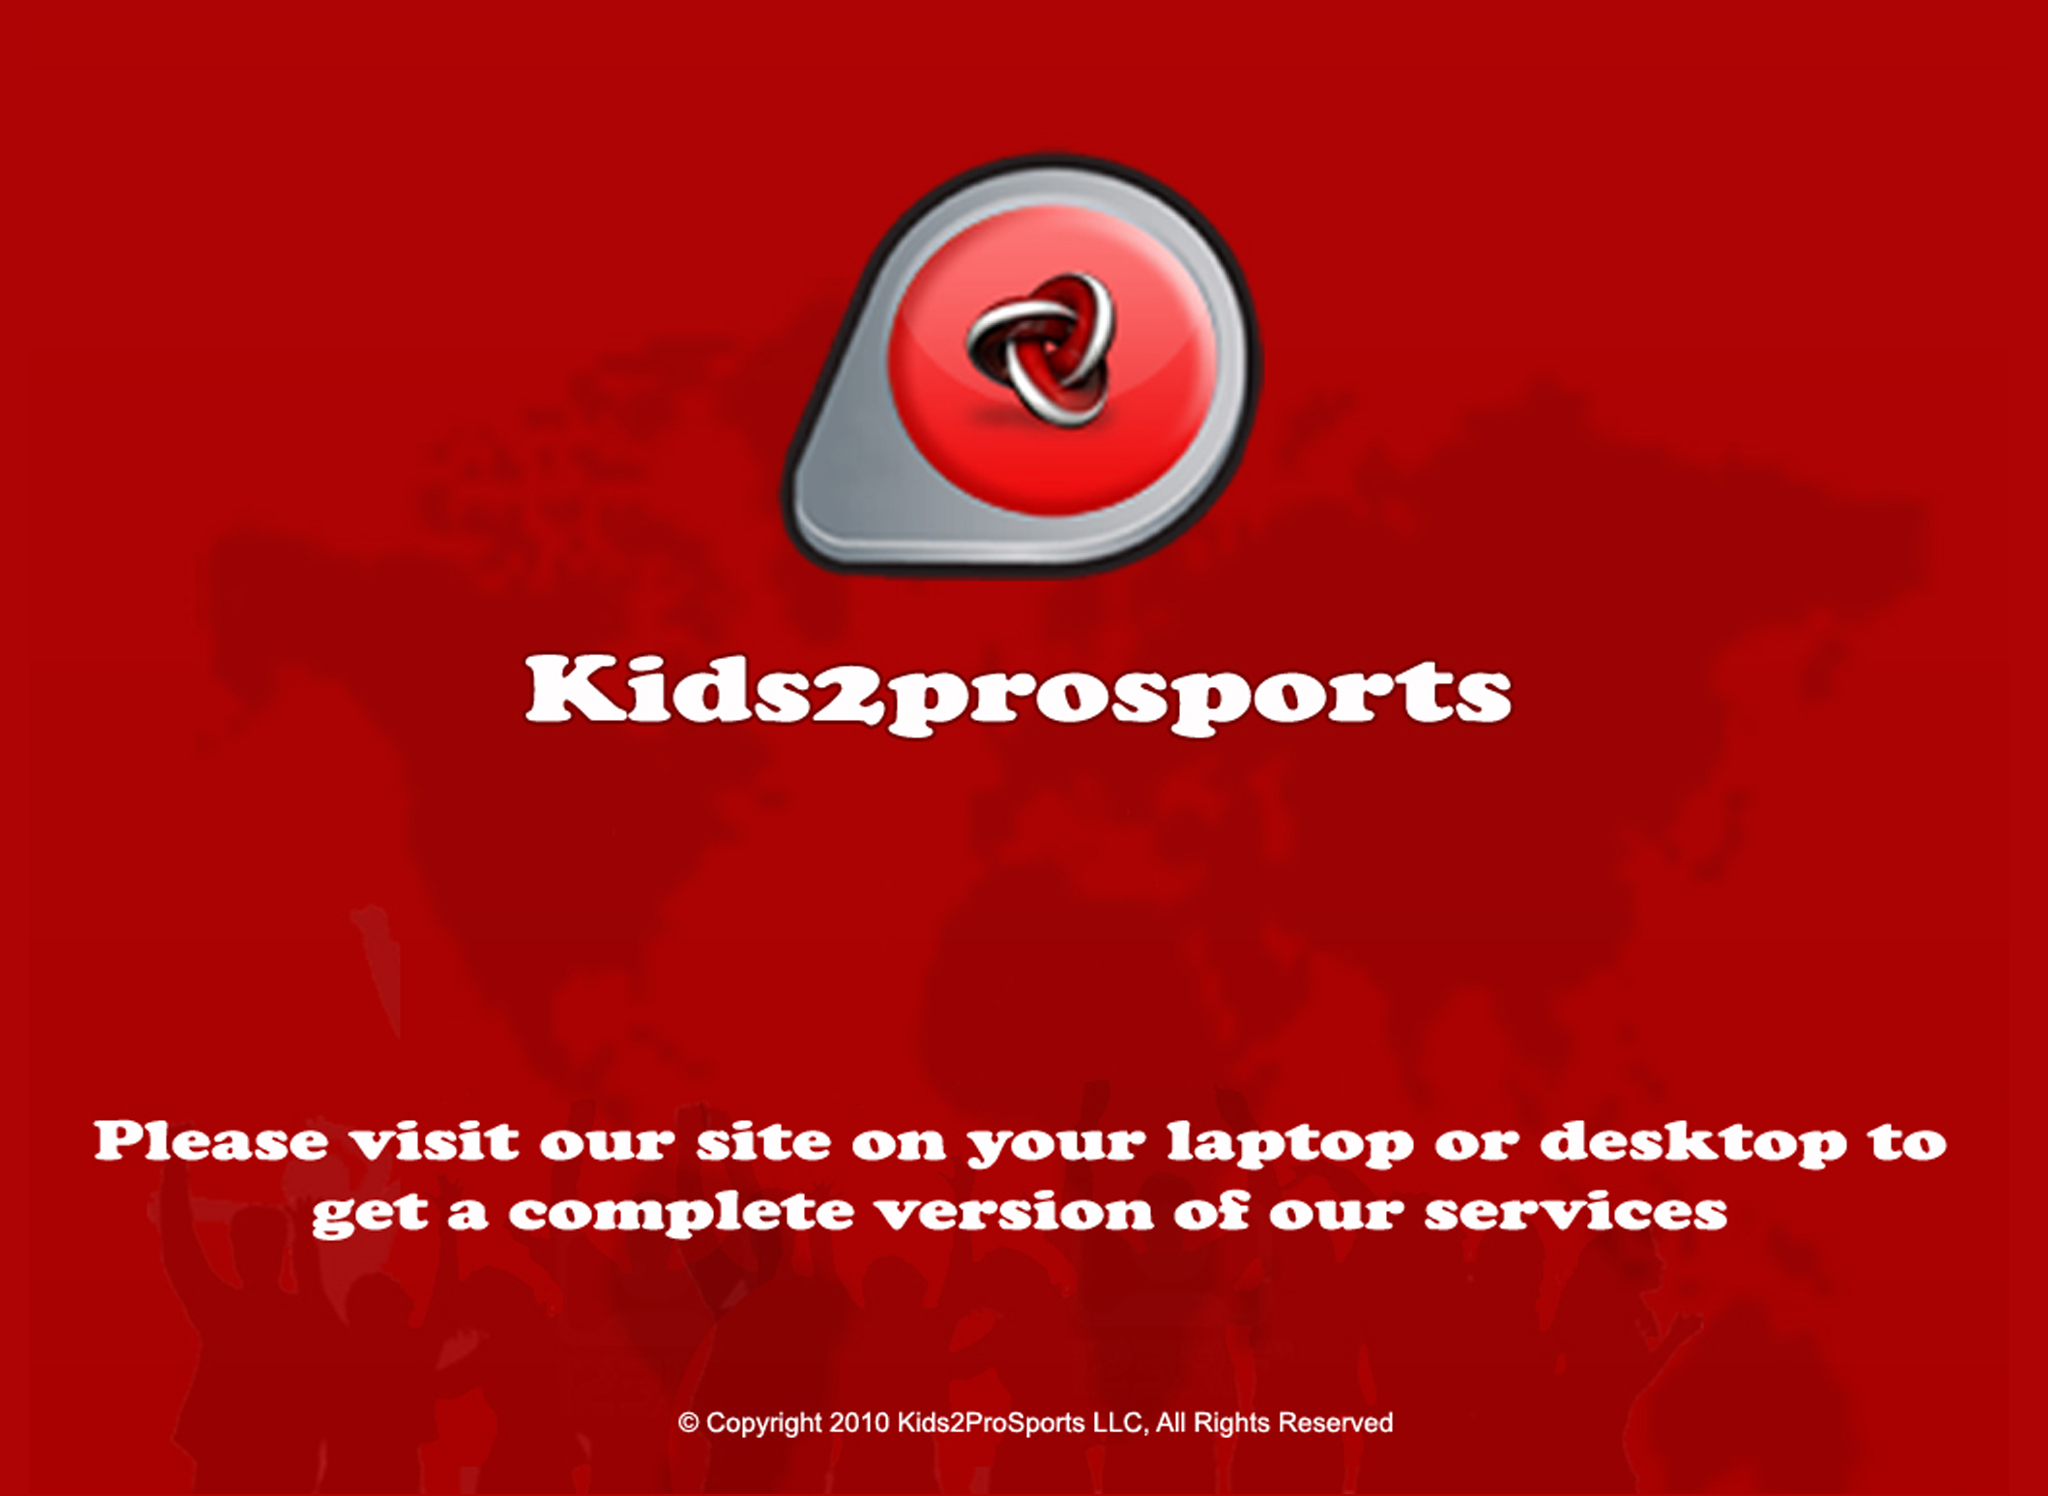 Kids2prosports
Please visit our site on your laptop or desktop to
get a complete version of our services
© Copyright 2010 Kids2ProSports LLC, All Rights Reserved